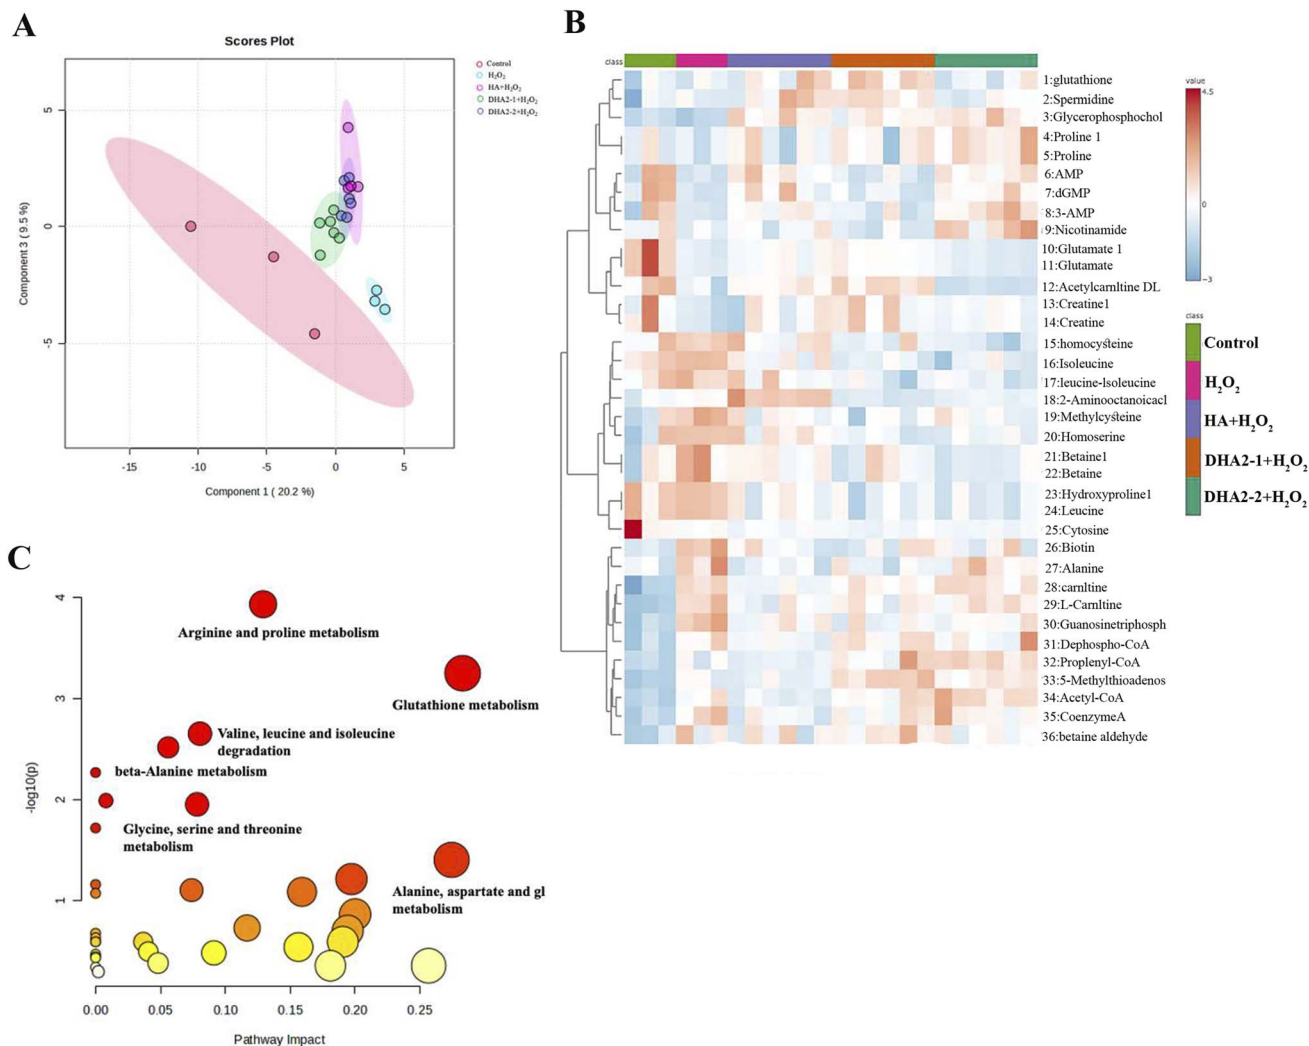 A
Scores Plot
Component 3 ( 9.5 %)
5
0
-5
-15
-10
-5
0
5
Component 1 ( 20.2 %)
Control
H2O2
HA+H2O2
DHA2-1+H2O2
DHA2-2+H2O2
B
class
1:glutathione
2:Spermidine
3:Glycerophosphochol
4:Proline 1
5:Proline
6:AMP
7:dGMP
8:3-AMP
9:Nicotinamide
10:Glutamate 1
11:Glutamate
12:Acetylcarnltine DL
13:Creatine1
14:Creatine
15:homocysteine
16:Isoleucine
17:leucine-Isoleucine
18:2-Aminooctanoicacl
19:Methylcysteine
20:Homoserine
21:Betaine1
22:Betaine
23:Hydroxyproline1
24:Leucine
25:Cytosine
26:Biotin
27:Alanine
28:carnltine
29:L-Carnltine
30:Guanosinetriphosph
31:Dephospho-CoA
32:Proplenyl-CoA
33:5-Methylthioadenos
34:Acetyl-CoA
35:CoenzymeA
36:betaine aldehyde
value
4.5
0
-3
class
Control
H2O2
HA+H2O2
DHA2-1+H2O2
DHA2-2+H2O2
C
-log10(p)
4
3
2
1
Arginine and proline metabolism
Glutathione metabolism
Valine, leucine and isoleucine
degradation
beta-Alanine metabolism
Glycine, serine and threonine
metabolism
Alanine, aspartate and gl
metabolism
0.00
0.05
0.10
0.15
0.20
0.25
Pathway Impact